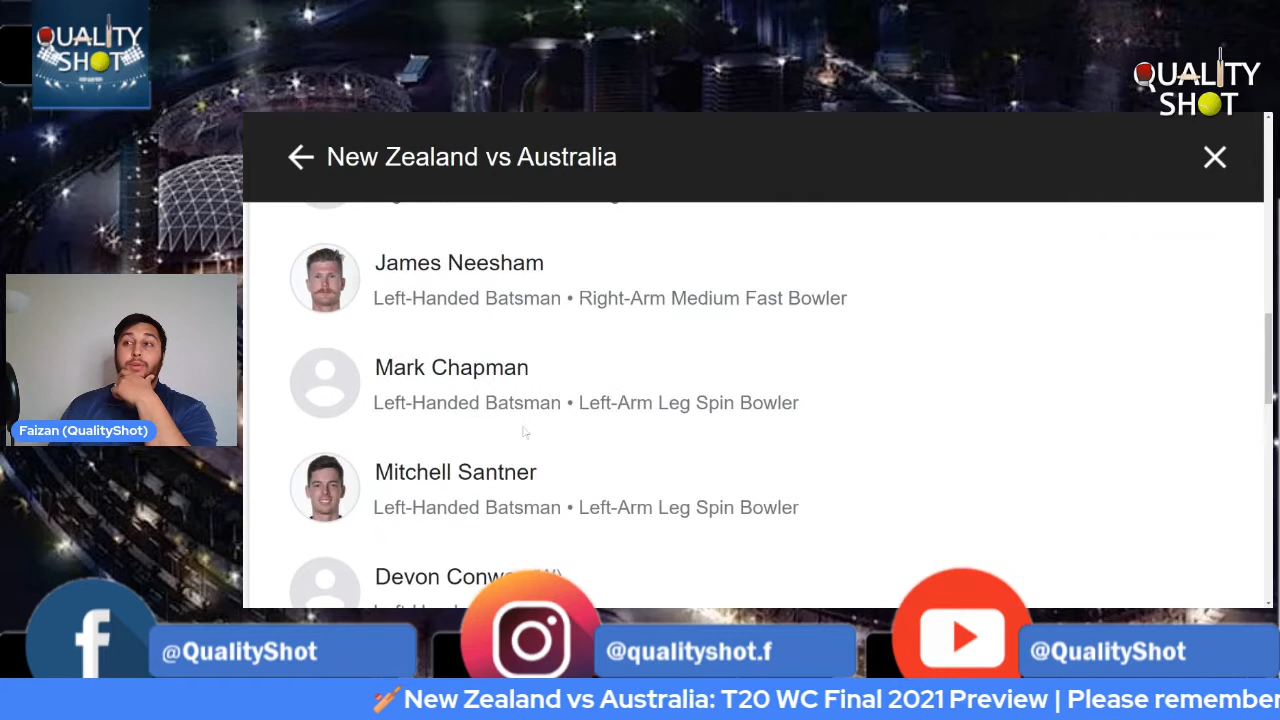 QUALITY
SHOT
QUALITY
SHOT
New Zealand vs Australia
James Neesham
Left-Handed Batsman • Right-Arm Medium Fast Bowler
Mark Chapman
Left-Handed Batsman • Left-Arm Leg Spin Bowler
Mitchell Santner
Left-Handed Batsman • Left-Arm Leg Spin Bowler
Devon
Faizan (QualityShot)
@QualityShot
@qualityshot.f
@QualityShot
New Zealand vs Australia: T20 WC Final 2021 Preview | Please remember